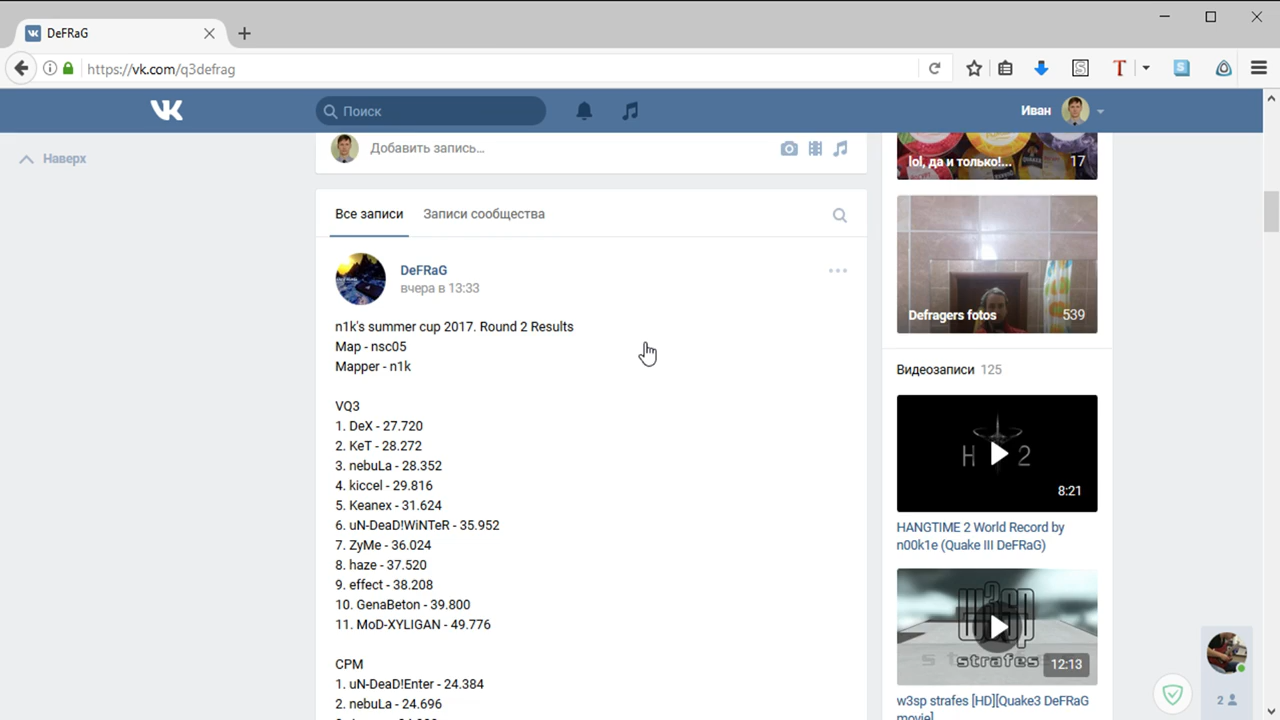 DeFRaG
https://vk.com/q3defrag
Поиск
Иван
Наверх
Добавить запись...
Все записи
Записи сообщества
DeFRaG
вчера в 13:33
n1k's summer cup 2017. Round 2 Results
Map - nsc05
Mapper - n1k
VQ3
1. DeX - 27.720
2. KeT - 28.272
3. nebuLa - 28.352
4. kiccel - 29.816
5. Keanex - 31.624
6. uN-DeaD!WiNTeR - 35.952
7. ZyMe - 36.024
8. haze - 37.520
9. effect - 38.208
10. GenaBeton - 39.800
11. MoD-XYLIGAN - 49.776
CPM
1. uN-DeaD!Enter - 24.384
2. nebuLa - 24.696
lol, да и только!...
17
Defragers fotos
539
Видеозаписи 125
H 2
8:21
HANGTIME 2 World Record by
n00k1e (Quake III DeFRaG)
w3sp
strafes
12:13
w3sp strafes [HD][Quake3 DeFRaG
movie]
2